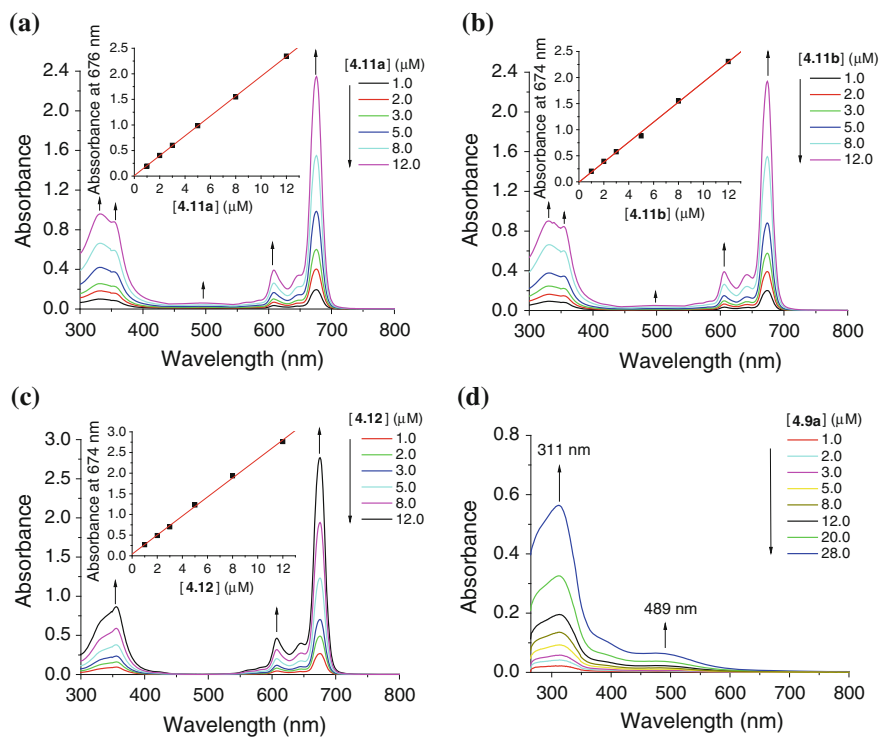 (a)
Abssorbance at 676 nm
2.5
2.0
1.5
1.0
0.5
0.0
0 2 4 6 8 10 12
[4.11a] (μM)
[4.11a] (μM)
1.0
2.0
3.0
5.0
8.0
12.0
Absorbance
2.4
2.0
1.6
1.2
0.8
0.4
0.0
300 400 500 600 700 800
Wavelength (nm)
(b)
Absorbance at 674 nm
2.5
2.0
1.5
1.0
0.5
0.0
0 2 4 6 8 10 12
[4.11b] (μM)
[4.11b] (μM)
1.0
2.0
3.0
5.0
8.0
12.0
Absorbance
2.4
2.0
1.6
1.2
0.8
0.4
0.0
300 400 500 600 700 800
Wavelength (nm)
(c)
Absorbance at 674 nm
3.0
2.5
2.0
1.5
1.0
0.5
0.0
0 2 4 6 8 10 12
[4.12] (μM)
[4.12] (μM)
1.0
2.0
3.0
5.0
8.0
12.0
Absorbance
3.0
2.5
2.0
1.5
1.0
0.5
0.0
300 400 500 600 700 800
Wavelength (nm)
(d)
[4.9a] (μM)
1.0
2.0
3.0
5.0
8.0
12.0
20.0
28.0
311 nm
489 nm
Absorbance
0.8
0.6
0.4
0.2
0.0
300 400 500 600 700 800
Wavelength (nm)